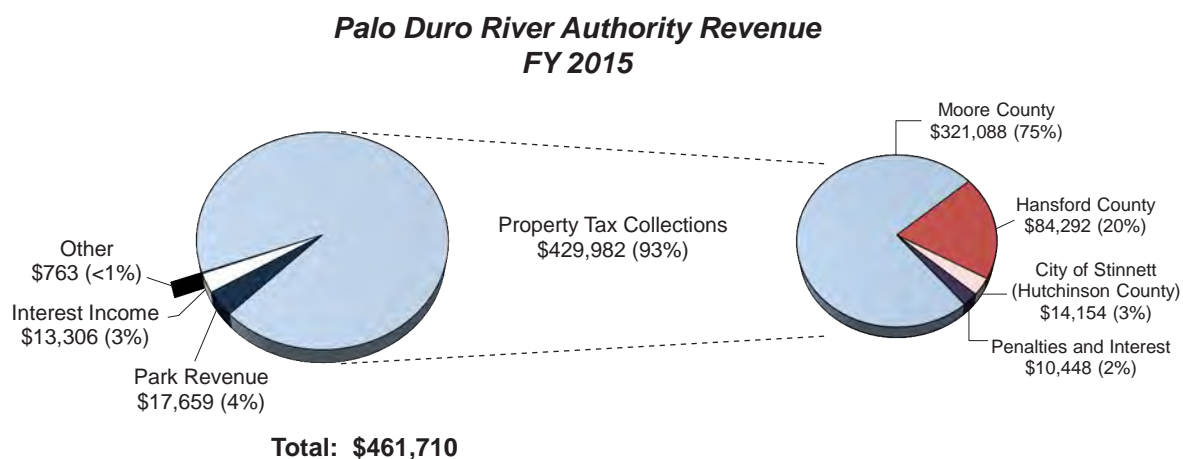 Palo Duro River Authority Revenue
FY 2015
Other
$763 (<1%)
Interest Income
$13,306 (3%)
Park Revenue
$17,659 (4%)
Property Tax Collections
$429,982 (93%)
Moore County
$321,088 (75%)
Hansford County
$84,292 (20%)
City of Stinnett
(Hutchinson County)
$14,154 (3%)
Penalties and Interest
$10,448 (2%)
Total: $461,710